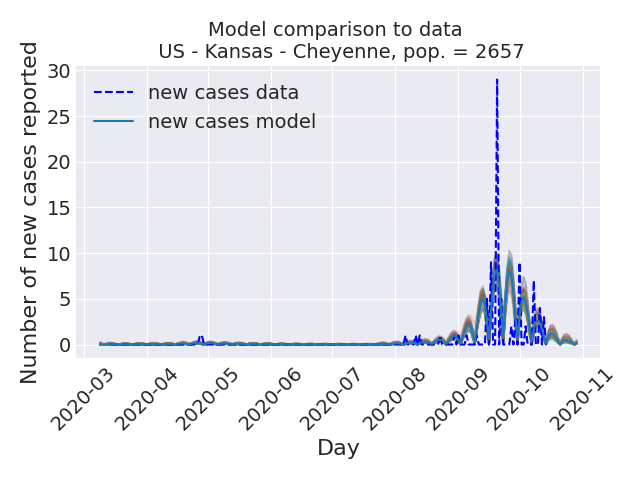 Model comparison to data
US - Kansas - Cheyenne, pop. = 2657
Number of new cases reported
30
25
20
15
10
5
0
new cases data
new cases model
2020-03
2020-04
2020-05
2020-06
2020-07
2020-08
2020-09
2020-10
2020-11
Day